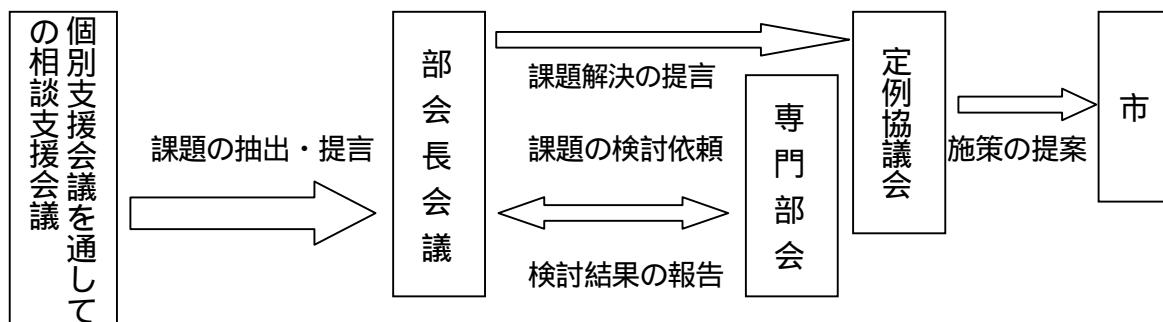 個別支援会議を通して
の相談支援会議
課題の抽出・提言
部会長会議
課題解決の提言
課題の検討依頼
検討結果の報告
専門部会
定例協議会
施策の提案
市